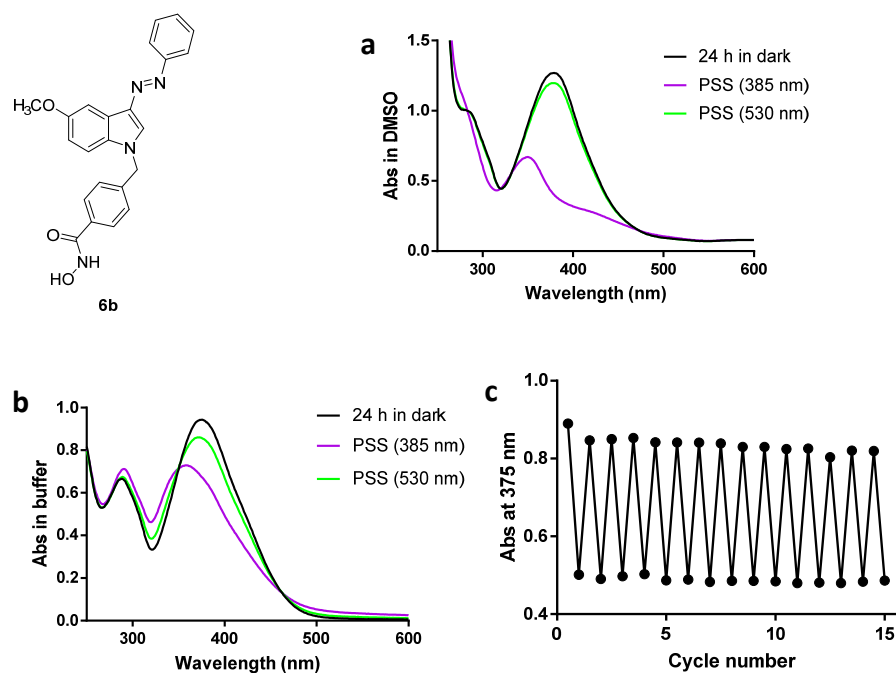 H₃CO
N=N
N
O
NH
HO
6b
a
Abs in DMSO
1.5
1.0
0.5
0.0
300 400 500 600
Wavelength (nm)
24 h in dark
PSS (385 nm)
PSS (530 nm)
b
Abs in buffer
1.0
0.8
0.6
0.4
0.2
0.0
300 400 500 600
Wavelength (nm)
24 h in dark
PSS (385 nm)
PSS (530 nm)
c
Abs at 375 nm
1.0
0.8
0.6
0.4
0 5 10 15
Cycle number